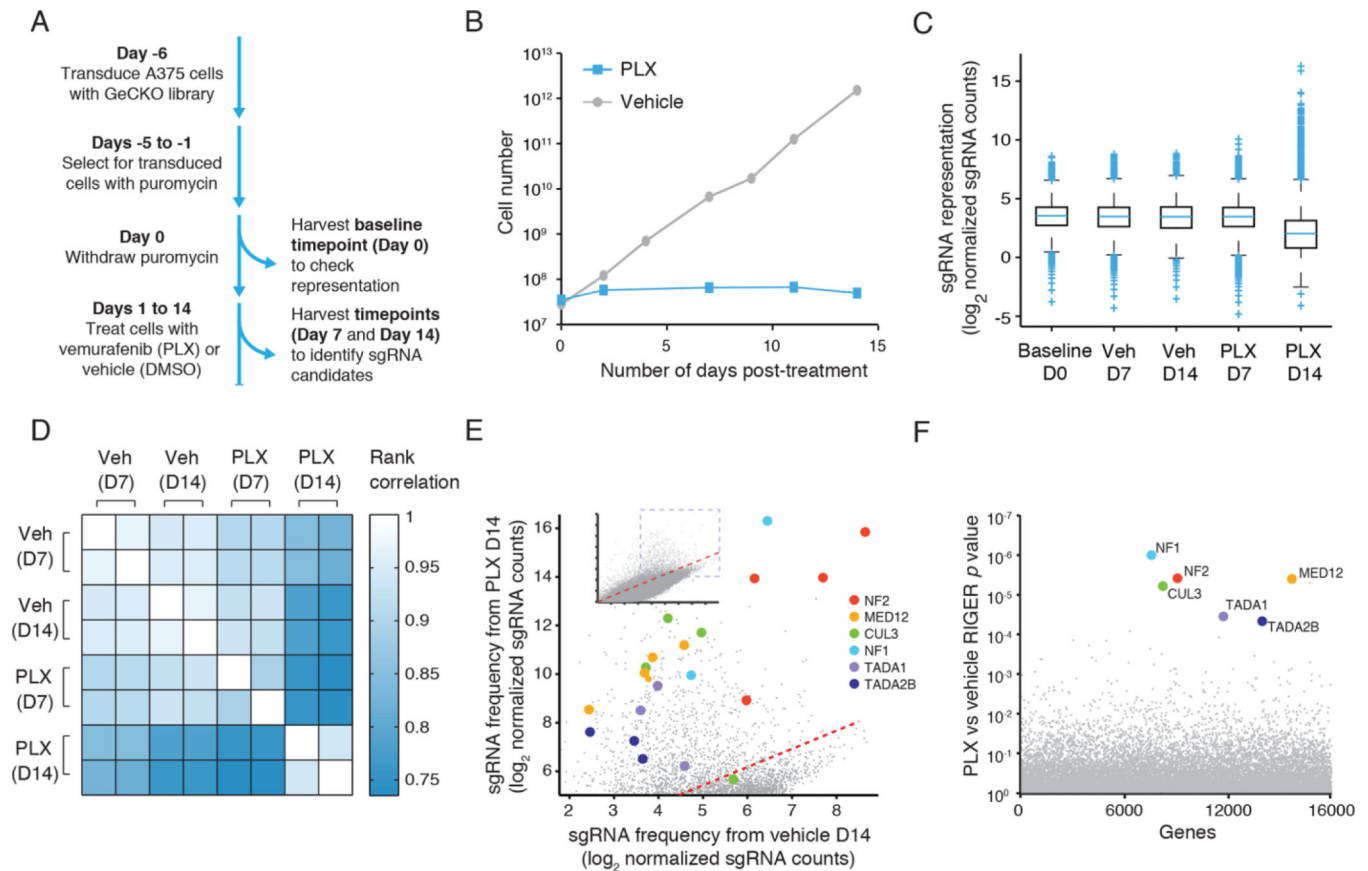 A
Day -6
Transduce A375 cells
with GeCKO library
Days -5 to -1
Select for transduced
cells with puromycin
Day 0
Withdraw puromycin
Harvest baseline
timepoint (Day 0)
to check
representation
Days 1 to 14
Treat cells with
vemurafenib (PLX) or
vehicle (DMSO)
Harvest timepoints
(Day 7 and Day 14)
to identify sgRNA
candidates
B
Cell number
10^13
10^12
10^11
10^10
10^9
10^8
10^7
PLX
Vehicle
0 5 10 15
Number of days post-treatment
C
sgRNA representation
(log₂ normalized sgRNA counts)
15
10
5
0
-5
Baseline Veh Veh PLX PLX
D0 D7 D14 D7 D14
D
Veh Veh PLX PLX Rank
(D7) (D14) (D7) (D14) correlation
Veh
(D7)
Veh
(D14)
PLX
(D7)
PLX
(D14)
1
0.95
0.9
0.85
0.8
0.75
E
sgRNA frequency from PLX D14
(log₂ normalized sgRNA counts)
16
14
12
10
8
6
NF2
MED12
CUL3
NF1
TADA1
TADA2B
2 3 4 5 6 7 8
sgRNA frequency from vehicle D14
(log₂ normalized sgRNA counts)
F
PLX vs vehicle RIGER p value
10^-7
10^-6
10^-5
10^-4
10^-3
10^-2
10^-1
10^0
NF1
NF2
CUL3
MED12
TADA1
TADA2B
0 6000 12000 16000
Genes